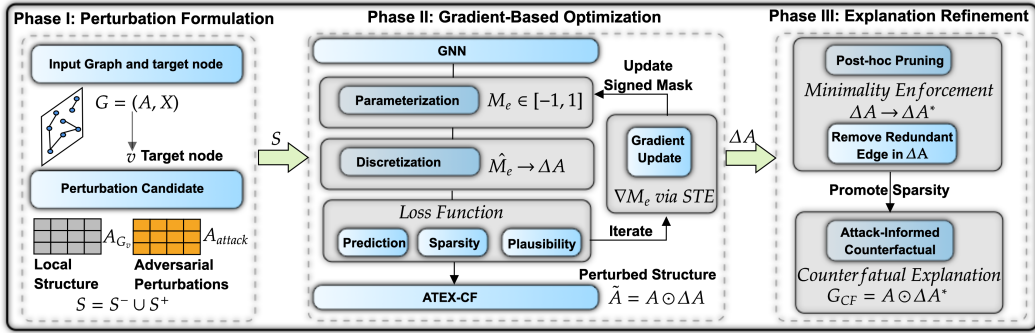 Phase I: Perturbation Formulation
Input Graph and target node
G = (A, X)
v Target node
Perturbation Candidate
A_{G_v}
A_{attack}
Local
Structure
Adversarial
Perturbations
S = S⁻ ∪ S⁺
S
Phase II: Gradient-Based Optimization
GNN
Update
Signed Mask
Parameterization
M_e ∈ [-1, 1]
Discretization
M̂_e → ΔA
Gradient
Update
∇M_e via STE
Loss Function
Prediction
Sparsity
Plausibility
Iterate
ATEX-CF
Perturbed Structure
Ã = A ⊙ ΔA
ΔA
Phase III: Explanation Refinement
Post-hoc Pruning
Minimality Enforcement
ΔA → ΔA*
Remove Redundant
Edge in ΔA
Promote Sparsity
Attack-Informed
Counterfactual
Counterfatual Explanation
G_{CF} = A ⊙ ΔA*